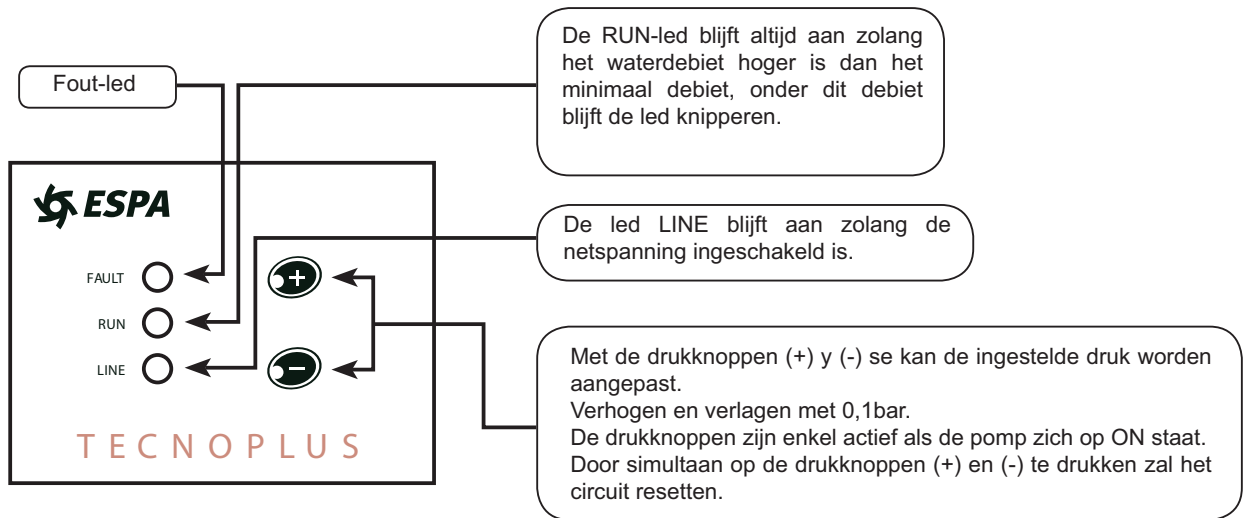 De RUN-led blijft altijd aan zolang
het waterdebiet hoger is dan het
minimaal debiet, onder dit debiet
blijft de led knipperen.
Fout-led
ESPA
De led LINE blijft aan zolang de
netspanning ingeschakeld is.
FAULT
+
RUN
LINE
-
Met de drukknoppen (+) y (-) se kan de ingestelde druk worden
aangepast.
Verhogen en verlagen met 0,1bar.
De drukknoppen zijn enkel actief als de pomp zich op ON staat.
Door simultaan op de drukknoppen (+) en (-) te drukken zal het
circuit resetten.
TECNOPLUS